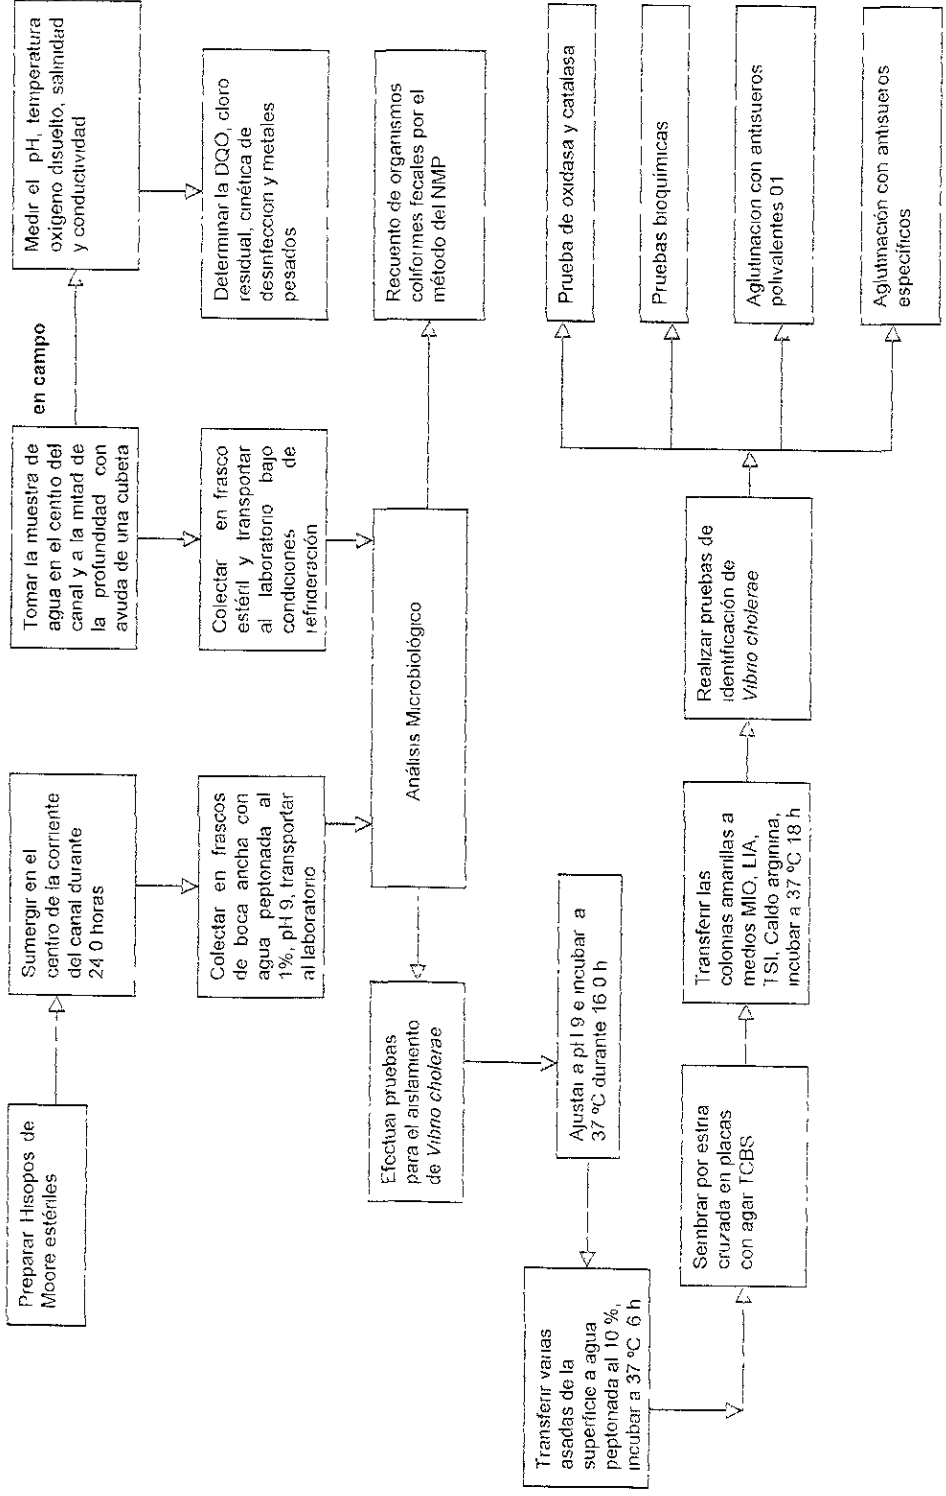 Preparar Hisopos de
Moore estériles
Sumergir en el
centro de la corriente
del canal durante
24 0 horas
Tomar la muestra de
agua en el centro del
canal y a la mitad de
la profundidad con
ayuda de una cubeta
en campo
Medir el pH, temperatura
oxígeno disuelto, salinidad
y conductividad
Colectar en frascos
de boca ancha con
agua peptonada al
1%, pH 9, transportar
al laboratorio
Colectar en frasco
estéril y transportar
al laboratorio bajo
condiciones de
refrigeración
Determinar la DQO, cloro
residual, cinética de
desinfeccion y metales
pesados
Análisis Microbiológico
Recuento de organismos
coliformes fecales por el
método del NMP
Efectuar pruebas
para el aislamiento
de Vibrio cholerae
Ajustar a pH 9 e incubar a
37 ºC durante 16 0 h
Transferir varias
asadas de la
superficie a agua
peptonada al 10 %,
incubar a 37 ºC 6 h
Sembrar por estria
cruzada en placas
con agar TCBS
Transferir las
colonias amarillas a
medios MIO, LIA,
TSI, Caldo arginina,
incubar a 37 ºC 18 h
Realizar pruebas de
identificación de
Vibrio cholerae
Prueba de oxidasa y catalasa
Pruebas bioquímicas
Aglutinacion con antisueros
polivalentes 01
Aglutinación con antisueros
específicos